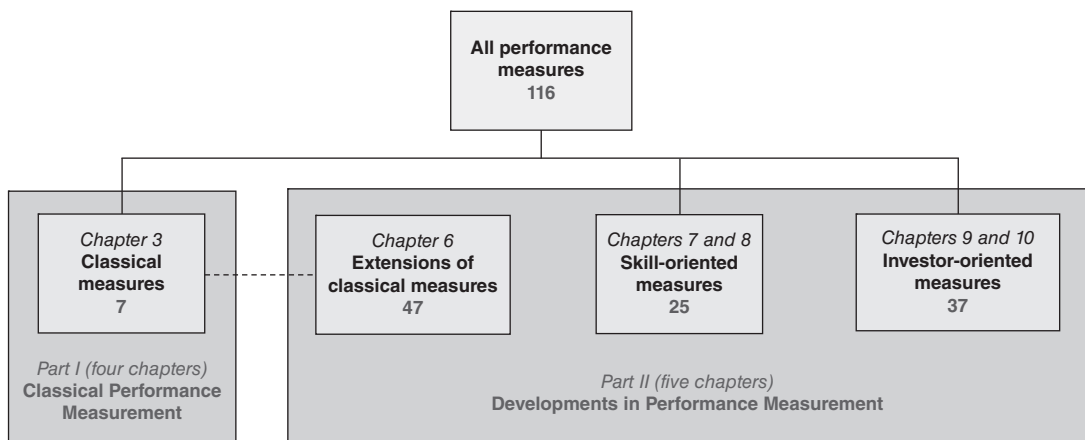 All performance
measures
116
Chapter 3
Classical
measures
7
Chapter 6
Extensions of
classical measures
47
Chapters 7 and 8
Skill-oriented
measures
25
Chapters 9 and 10
Investor-oriented
measures
37
Part I (four chapters)
Classical Performance
Measurement
Part II (five chapters)
Developments in Performance Measurement